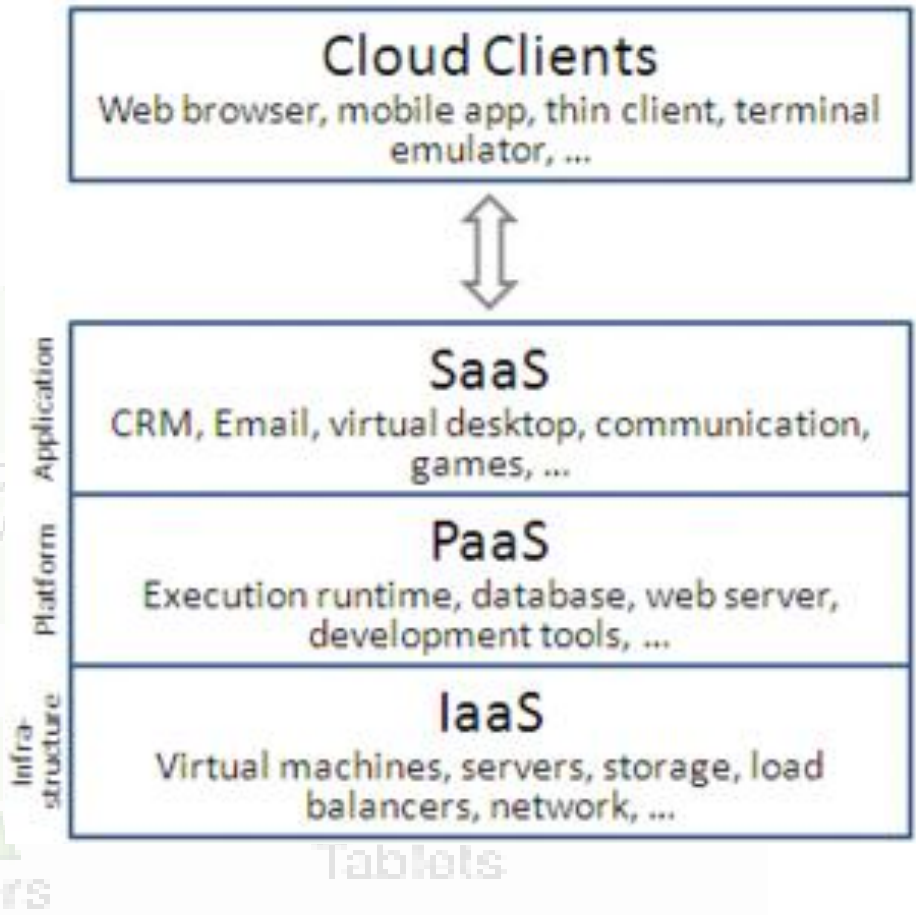 Cloud Clients
Web browser, mobile app, thin client, terminal
emulator, ...
Application
SaaS
CRM, Email, virtual desktop, communication,
games, ...
Platform
PaaS
Execution runtime, database, web server,
development tools, ...
Infra-
structure
IaaS
Virtual machines, servers, storage, load
balancers, network, ...
Tablets